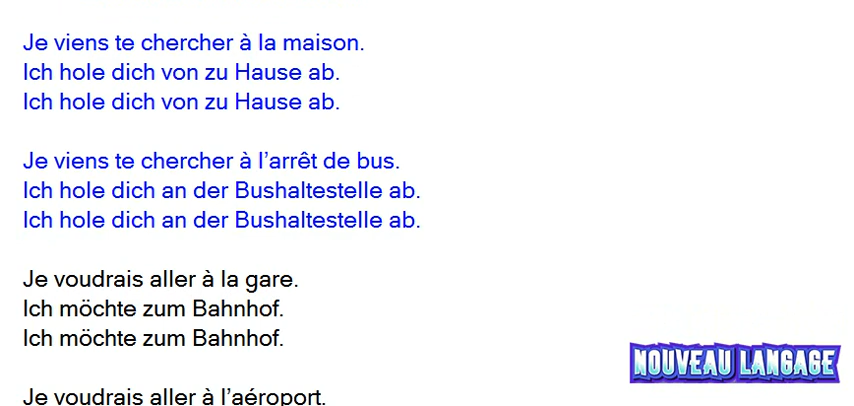 Je viens te chercher à la maison.
Ich hole dich von zu Hause ab.
Ich hole dich von zu Hause ab.
Je viens te chercher à l’arrêt de bus.
Ich hole dich an der Bushaltestelle ab.
Ich hole dich an der Bushaltestelle ab.
Je voudrais aller à la gare.
Ich möchte zum Bahnhof.
Ich möchte zum Bahnhof.
NOUVEAU LANGAGE
Je voudrais aller à l’aéroport.